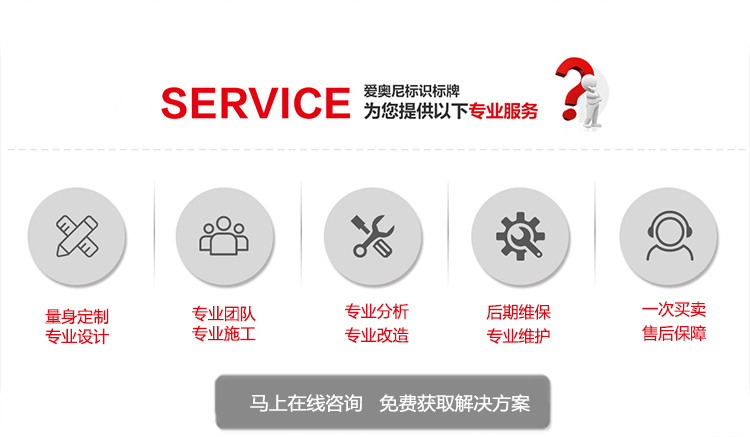 SERVICE
爱奥尼标识标牌
为您提供以下专业服务
量身定制
专业设计
专业团队
专业施工
专业分析
专业改造
后期维保
专业维护
一次买卖
售后保障
马上在线咨询 免费获取解决方案